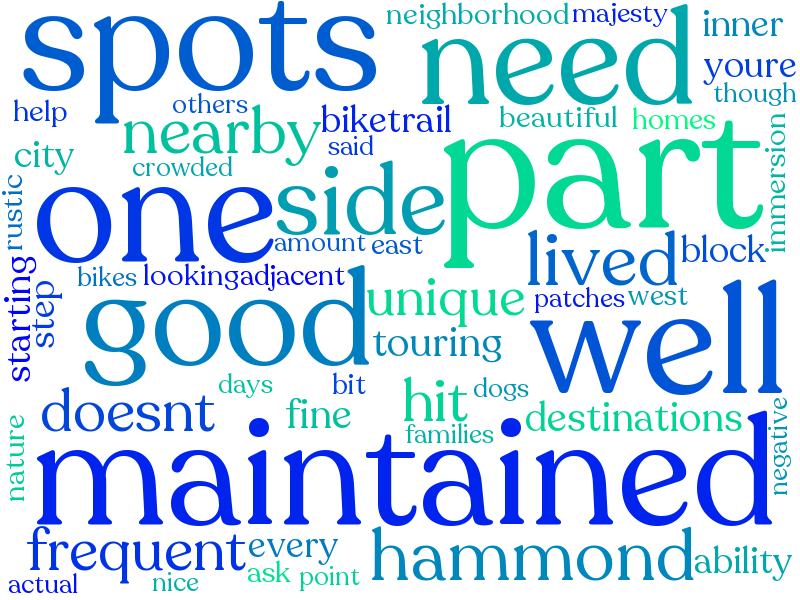 neighborhood majesty
spots need inner
youre
help others though
nearby biketrail beautiful homes
city crowded said part immersion
rustic one side
amount east lived block
starting step bikes lookingadjacent
good unique patches west well
touring
days bit hit dogs
doesnt fine families destinations
nature maintained negative
frequent every hammond ability
actual nice ask point